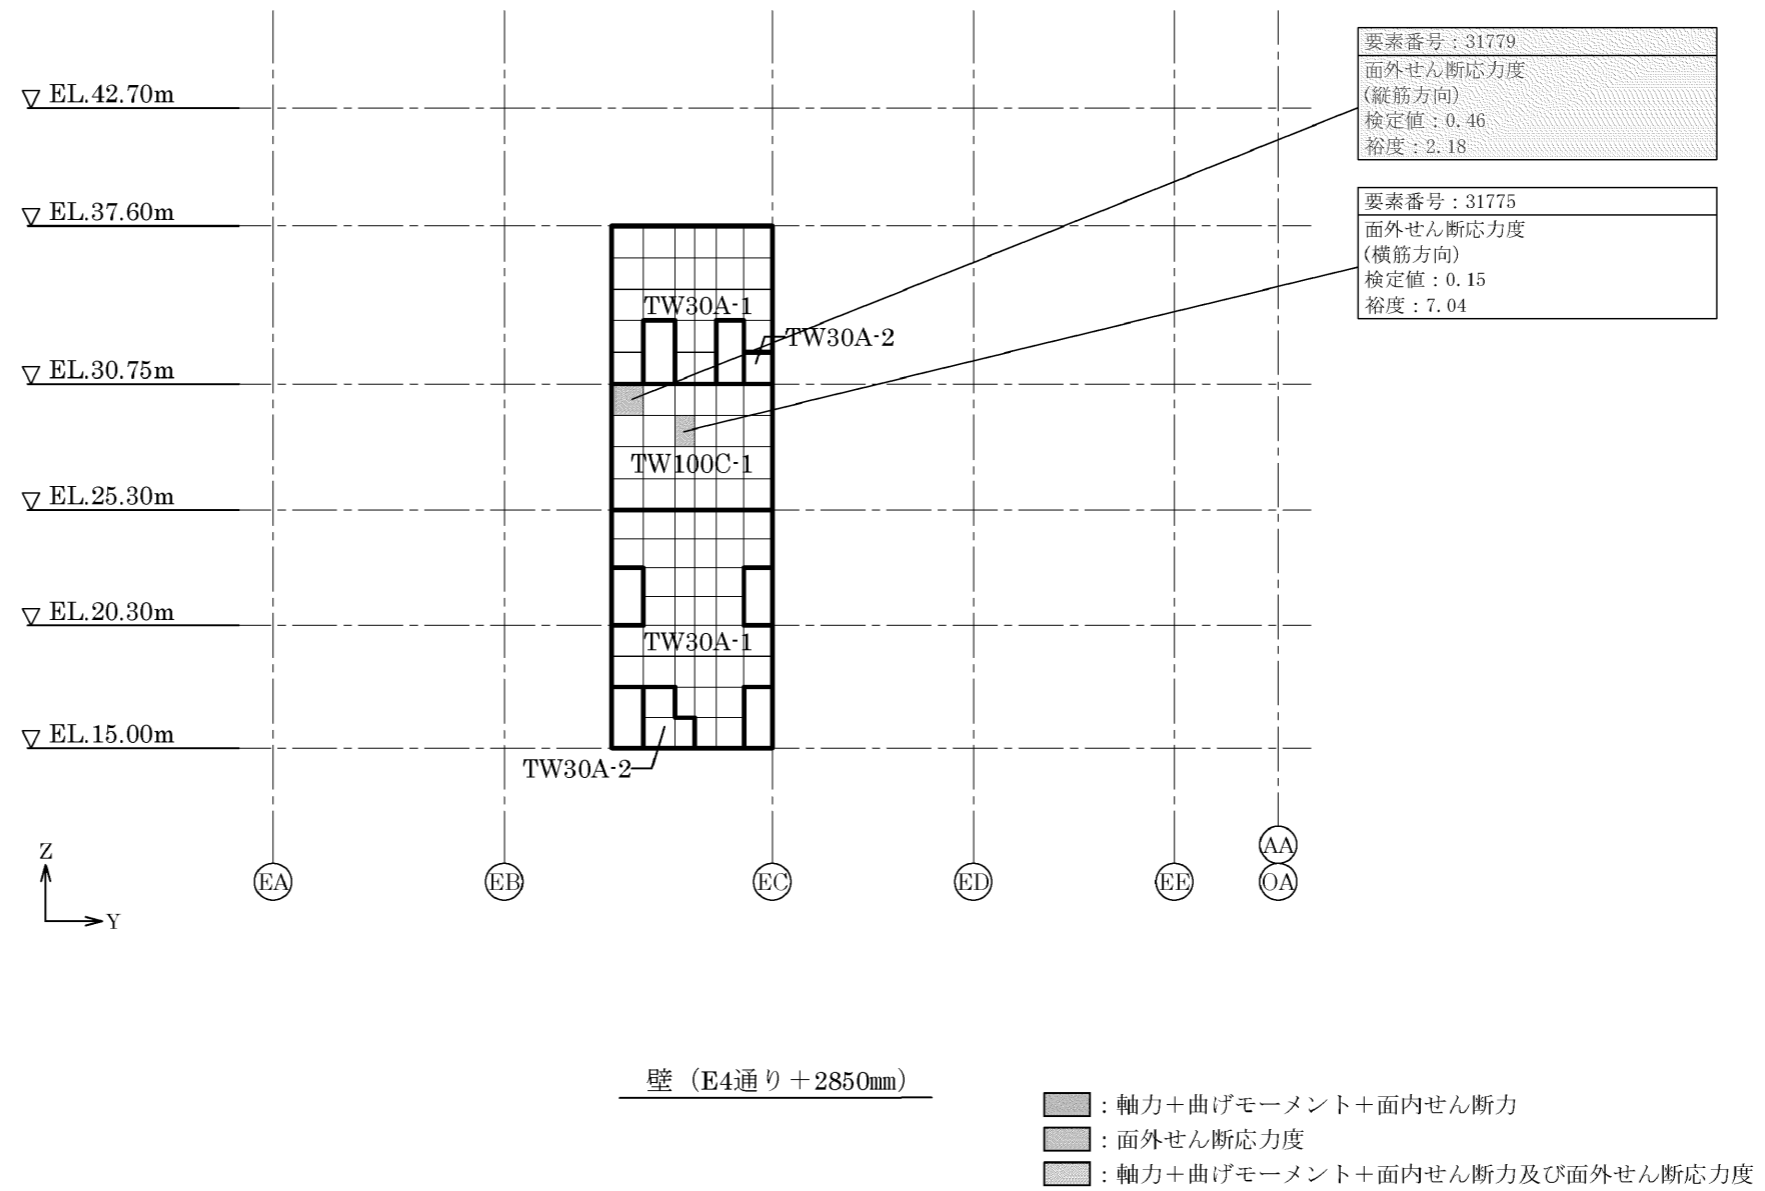 要素番号：31779
面外せん断応力度
(縦筋方向)
検定値：0.46
裕度：2.18
要素番号：31775
面外せん断応力度
(横筋方向)
検定値：0.15
裕度：7.04
EL.42.70m
EL.37.60m
EL.30.75m
EL.25.30m
EL.20.30m
EL.15.00m
TW30A-1
TW30A-2
TW100C-1
TW30A-1
TW30A-2
Z
Y
EA
EB
EC
ED
EE
AA
OA
壁（E4通り＋2850㎜）
：軸力＋曲げモーメント＋面内せん断力
：面外せん断応力度
：軸力＋曲げモーメント＋面内せん断力及び面外せん断応力度